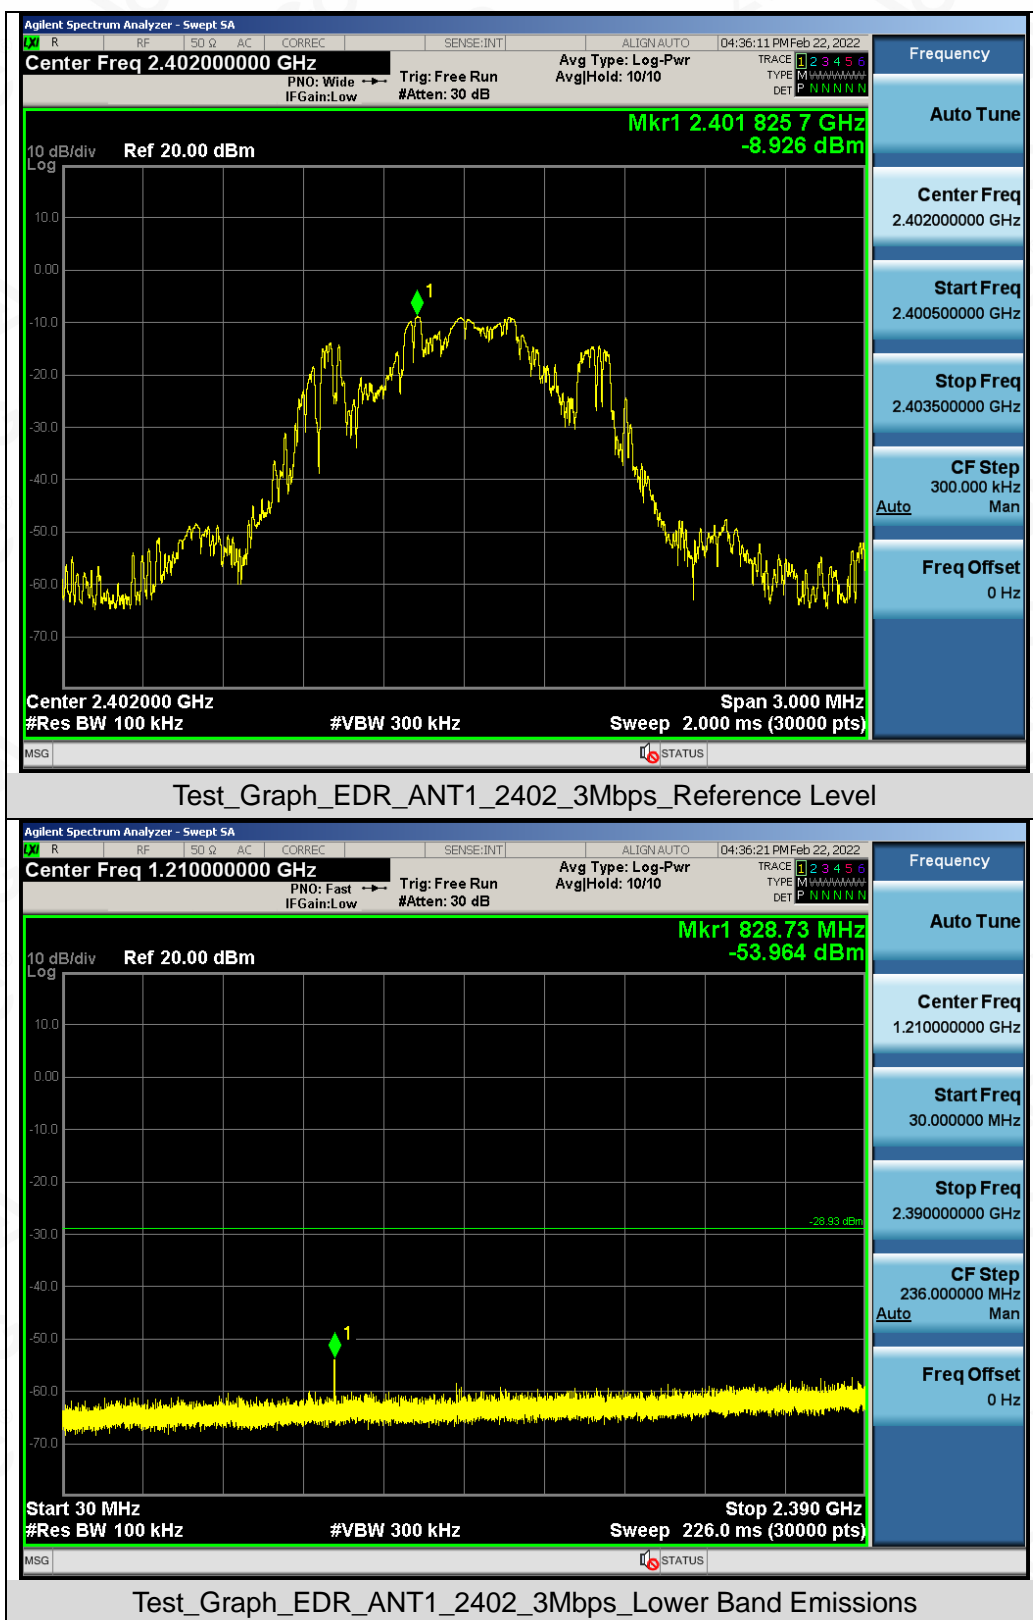 Agilent Spectrum Analyzer - Swept SA
LXI R RF 50 Ω AC CORREC SENSE:INT ALIGN AUTO 04:36:11 PM Feb 22, 2022
Center Freq 2.402000000 GHz
PNO: Wide
IFGain:Low
Trig: Free Run
#Atten: 30 dB
Avg Type: Log-Pwr
Avg|Hold: 10/10
TRACE 1 2 3 4 5 6
TYPE M
DET P N N N N N
Mkr1 2.401 825 7 GHz
-8.926 dBm
10 dB/div Ref 20.00 dBm
Log
10.0
0.00
1
-10.0
-20.0
-30.0
-40.0
-50.0
-60.0
-70.0
Center 2.402000 GHz Span 3.000 MHz
#Res BW 100 kHz #VBW 300 kHz Sweep 2.000 ms (30000 pts)
MSG STATUS
Frequency
Auto Tune
Center Freq
2.402000000 GHz
Start Freq
2.400500000 GHz
Stop Freq
2.403500000 GHz
CF Step
300.000 kHz
Auto Man
Freq Offset
0 Hz
Test_Graph_EDR_ANT1_2402_3Mbps_Reference Level
Agilent Spectrum Analyzer - Swept SA
LXI R RF 50 Ω AC CORREC SENSE:INT ALIGN AUTO 04:36:21 PM Feb 22, 2022
Center Freq 1.210000000 GHz
PNO: Fast
IFGain:Low
Trig: Free Run
#Atten: 30 dB
Avg Type: Log-Pwr
Avg|Hold: 10/10
TRACE 1 2 3 4 5 6
TYPE M
DET P N N N N N
Mkr1 828.73 MHz
-53.964 dBm
10 dB/div Ref 20.00 dBm
Log
10.0
0.00
-10.0
-20.0
-28.93 dBm
-30.0
-40.0
-50.0
1
-60.0
-70.0
Start 30 MHz Stop 2.390 GHz
#Res BW 100 kHz #VBW 300 kHz Sweep 226.0 ms (30000 pts)
MSG STATUS
Frequency
Auto Tune
Center Freq
1.210000000 GHz
Start Freq
30.000000 MHz
Stop Freq
2.390000000 GHz
CF Step
236.000000 MHz
Auto Man
Freq Offset
0 Hz
Test_Graph_EDR_ANT1_2402_3Mbps_Lower Band Emissions